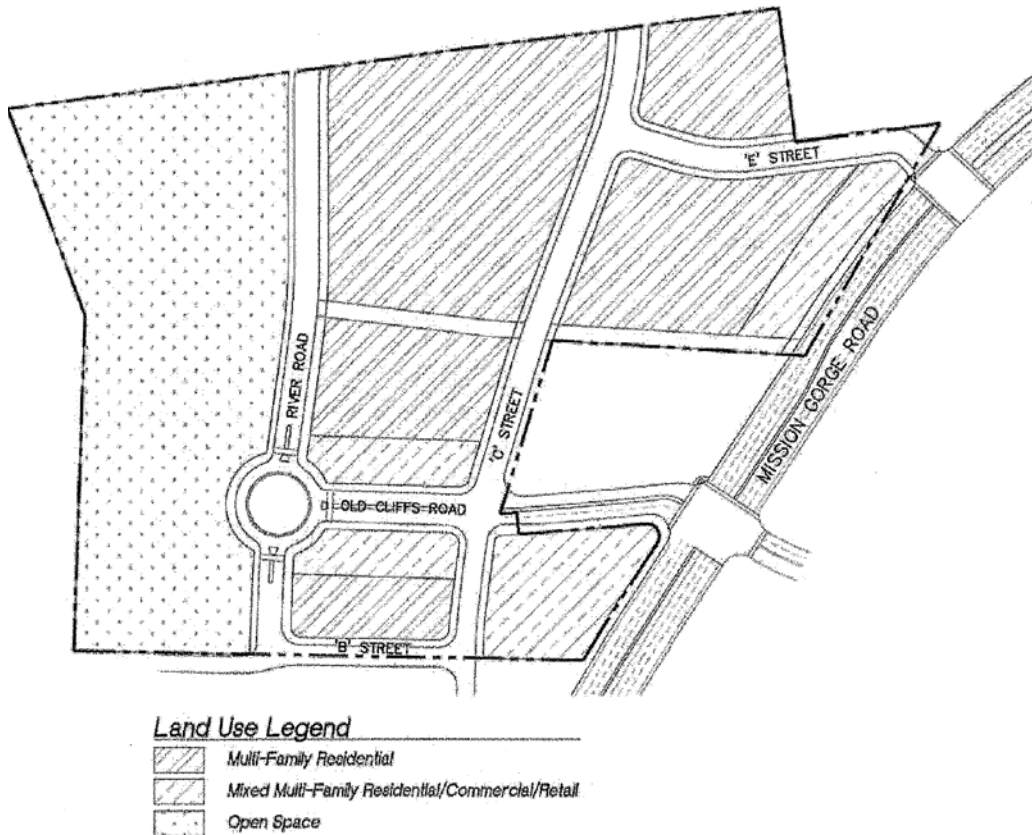 'E' STREET
RIVER ROAD
'C' STREET
MISSION GORGE ROAD
OLD CLIFFS ROAD
'B' STREET
Land Use Legend
Multi-Family Residential
Mixed Multi-Family Residential/Commercial/Retail
Open Space